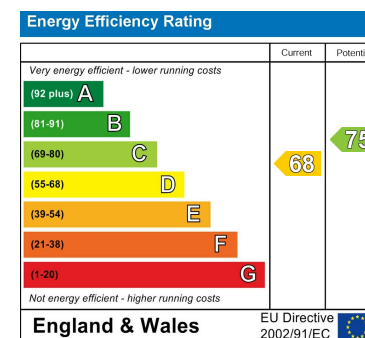 Energy Efficiency Rating
Current
Potenti
Very energy efficient - lower running costs
(92 plus) A
(81-91) B
(69-80) C
(55-68) D
(39-54) E
(21-38) F
(1-20) G
68
75
Not energy efficient - higher running costs
England & Wales
EU Directive
2002/91/EC